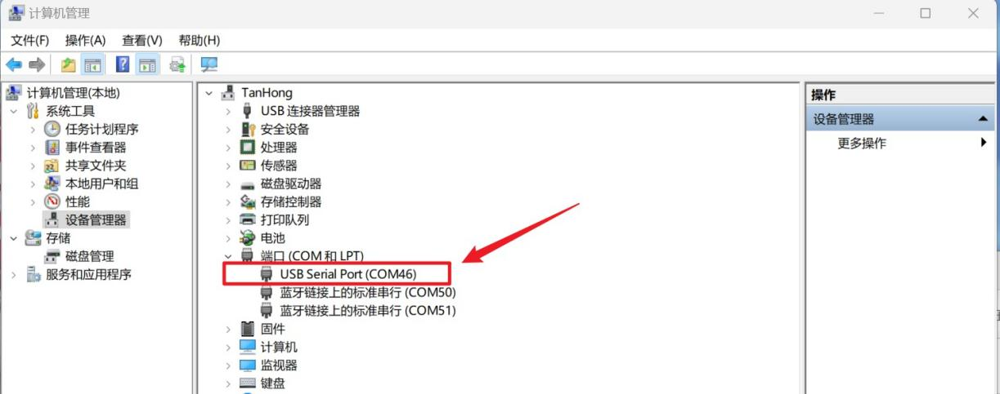 计算机管理
文件(F) 操作(A) 查看(V) 帮助(H)
计算机管理(本地)
系统工具
任务计划程序
事件查看器
共享文件夹
本地用户和组
性能
设备管理器
存储
磁盘管理
服务和应用程序
TanHong
USB 连接器管理器
安全设备
处理器
传感器
磁盘驱动器
存储控制器
打印队列
电池
端口 (COM 和 LPT)
USB Serial Port (COM46)
蓝牙链接上的标准串行 (COM50)
蓝牙链接上的标准串行 (COM51)
固件
计算机
监视器
键盘
操作
设备管理器
更多操作